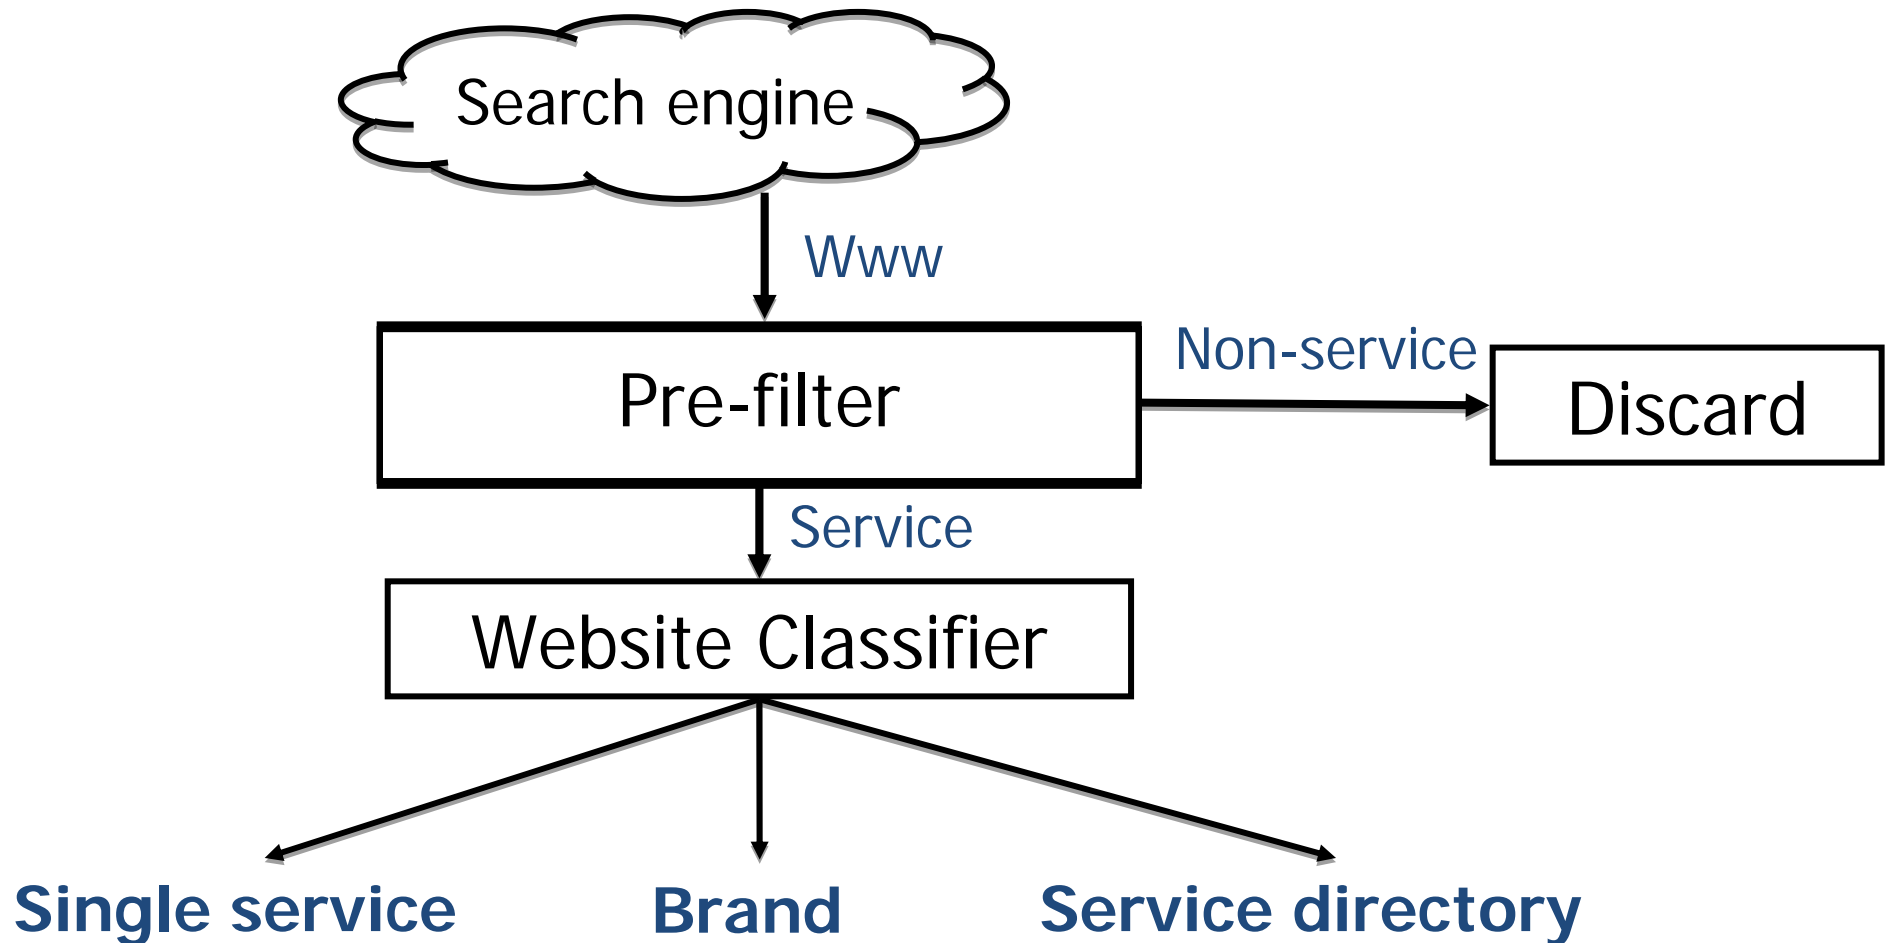 Search engine
Www
Non-service
Pre-filter
Discard
Service
Website Classifier
Single service
Brand
Service directory